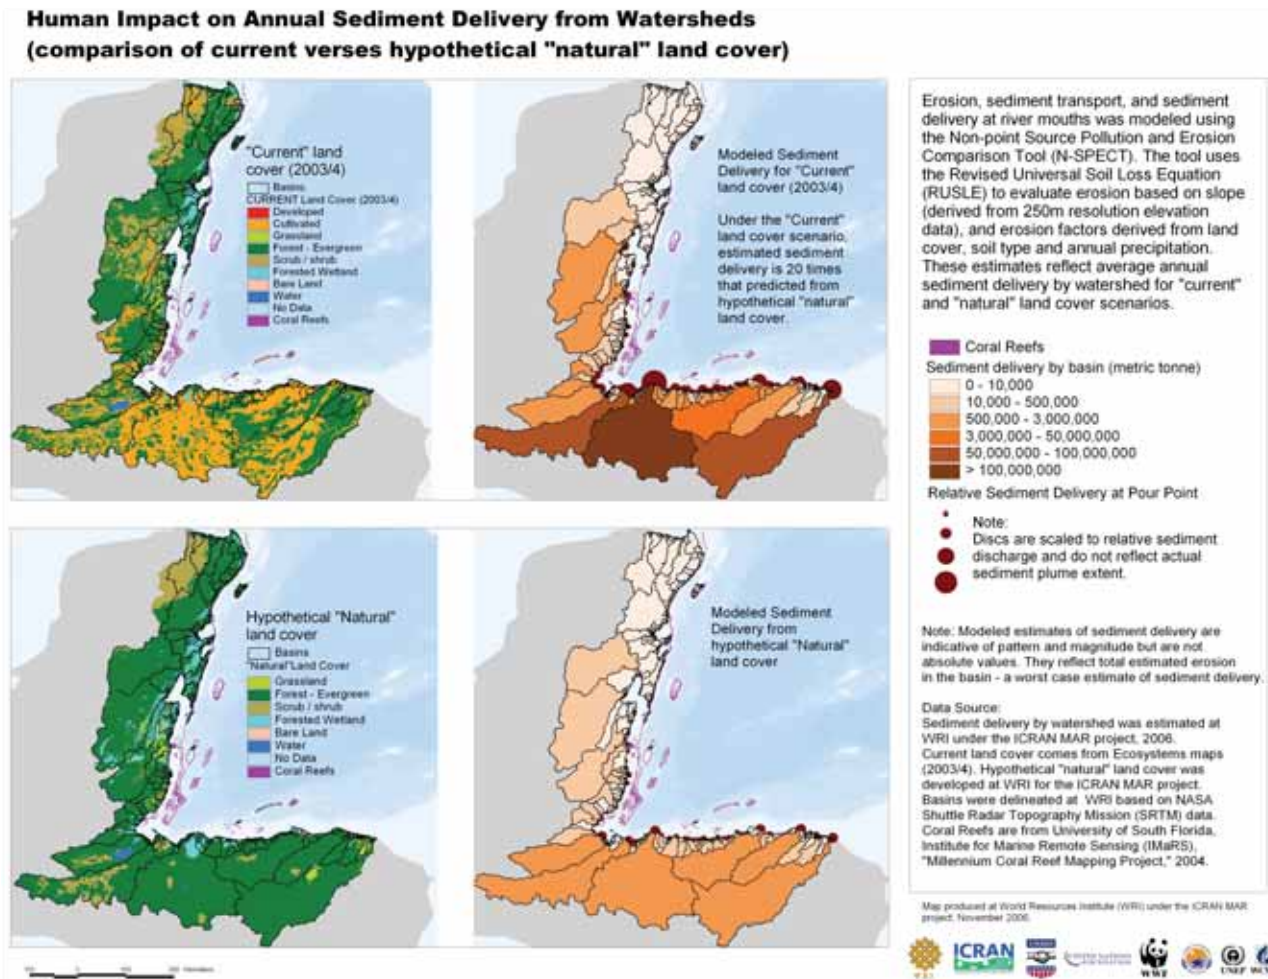 Human Impact on Annual Sediment Delivery from Watersheds
(comparison of current verses hypothetical "natural" land cover)
"Current" land
cover (2003/4)
Basins
CURRENT Land Cover (2003/4)
Developed
Cultivated
Grassland
Forest - Evergreen
Scrub / shrub
Forested Wetland
Bare Land
Water
No Data
Coral Reefs
Modeled Sediment
Delivery for "Current"
land cover (2003/4)
Under the "Current"
land cover scenario,
estimated sediment
delivery is 20 times
that predicted from
hypothetical "natural"
land cover.
Hypothetical "Natural"
land cover
Basins
"Natural"Land Cover
Grassland
Forest - Evergreen
Scrub / shrub
Forested Wetland
Bare Land
Water
No Data
Coral Reefs
Modeled Sediment
Delivery from
hypothetical "Natural"
land cover
Erosion, sediment transport, and sediment
delivery at river mouths was modeled using
the Non-point Source Pollution and Erosion
Comparison Tool (N-SPECT). The tool uses
the Revised Universal Soil Loss Equation
(RUSLE) to evaluate erosion based on slope
(derived from 250m resolution elevation
data), and erosion factors derived from land
cover, soil type and annual precipitation.
These estimates reflect average annual
sediment delivery by watershed for "current"
and "natural" land cover scenarios.
Coral Reefs
Sediment delivery by basin (metric tonne)
0 - 10,000
10,000 - 500,000
500,000 - 3,000,000
3,000,000 - 50,000,000
50,000,000 - 100,000,000
> 100,000,000
Relative Sediment Delivery at Pour Point
Note:
Discs are scaled to relative sediment
discharge and do not reflect actual
sediment plume extent.
Note: Modeled estimates of sediment delivery are
indicative of pattern and magnitude but are not
absolute values. They reflect total estimated erosion
in the basin - a worst case estimate of sediment delivery.
Data Source:
Sediment delivery by watershed was estimated at
WRI under the ICRAN MAR project, 2006.
Current land cover comes from Ecosystems maps
(2003/4). Hypothetical "natural" land cover was
developed at WRI for the ICRAN MAR project.
Basins were delineated at WRI based on NASA
Shuttle Radar Topography Mission (SRTM) data.
Coral Reefs are from University of South Florida,
Institute for Marine Remote Sensing (IMaRS),
"Millennium Coral Reef Mapping Project," 2004.
Map produced at World Resources Institute (WRI) under the ICRAN MAR
project, November 2006.
ICRAN
WWF
UNEP